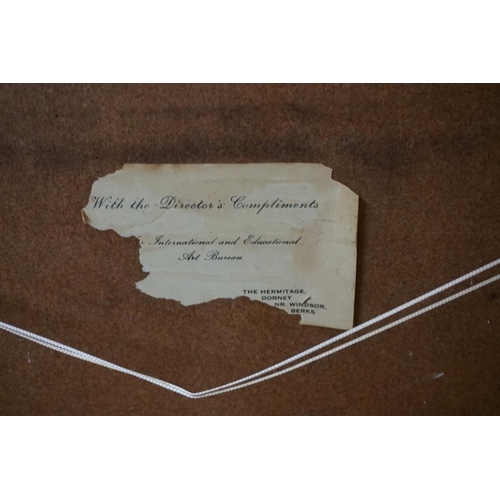 With the Director's Compliments
International and Educational
Art Bureau
THE HERMITAGE,
DORNEY
NR. WINDSOR,
BERKS.